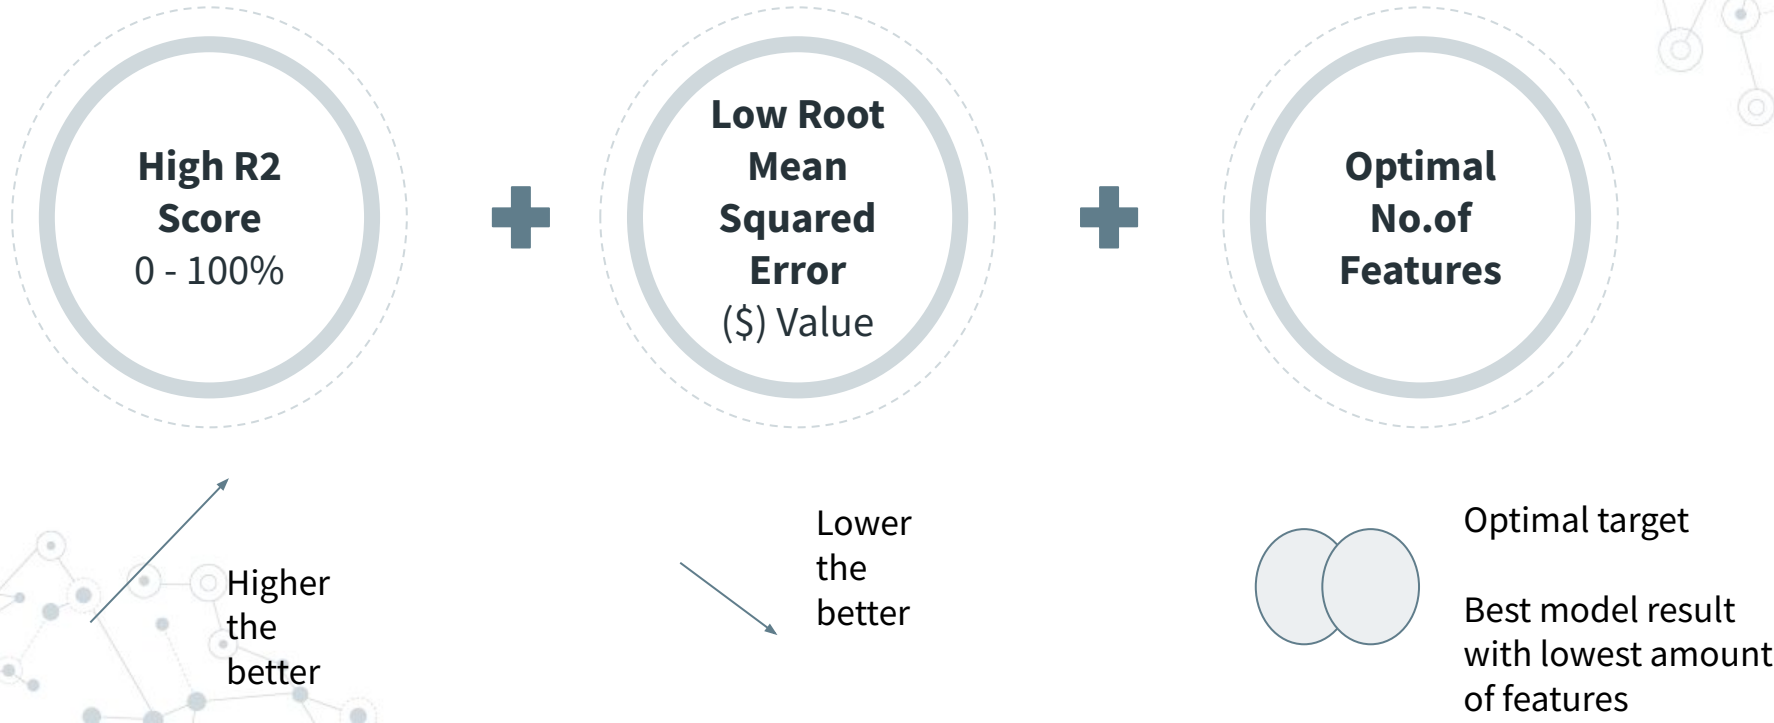 High R2
Score
0 - 100%
Low Root
Mean
Squared
Error
($) Value
Optimal
No.of
Features
Higher
the
better
Lower
the
better
Optimal target
Best model result
with lowest amount
of features